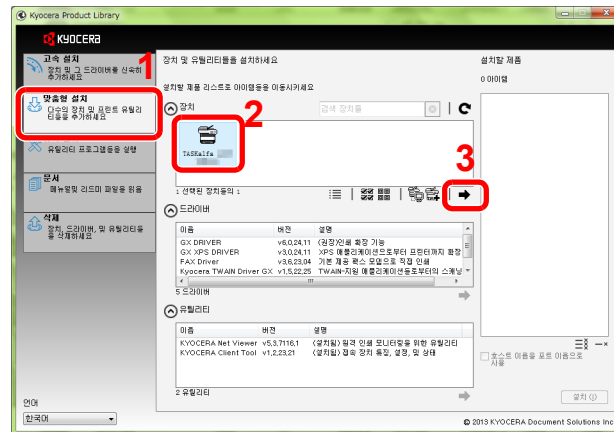 Kyocera Product Library
KYOCERA
고속 설치
장치 및 그 드라이버를 신속히
추가하세요
1
맞춤형 설치
다수의 장치 및 프린트 유틸리
티들을 추가하세요
유틸리티 프로그램등을 실행
문서
메뉴얼및 리드미 파일을 읽음
삭제
장치, 드라이버, 및 유틸리티들
을 삭제하세요
언어
한국어
장치 및 유틸리티들을 설치하세요
설치할 제품 리스트로 아이템등을 이동시키세요
장치
검색 장치들
2
TASKalfa
3
1 선택된 장치들의 1
드라이버
이름 버전 설명
GX DRIVER v6,0,24,11 (권장)인쇄 확장 기능
GX XPS DRIVER v3,0,24,11 XPS 애플리케이션으로부터 프린터까지 확장
FAX Driver v3,6,23,04 기본 제공 팩스 모뎁으로 직접 인쇄
Kyocera TWAIN Driver GX v1,5,22,25 TWAIN-지원 애플리케이션들로부터의 스캐닝
5 드라이버
유틸리티
이름 버전 설명
KYOCERA Net Viewer v5,3,7116,1 (설치됨) 원격 인쇄 모니터링을 위한 유틸리티
KYOCERA Client Tool v1,2,23,21 (설치됨) 접속 장치 특징, 설정, 및 상태
2 유틸리티
설치할 제품
0 아이템
호스트 이름을 포트 이름으로
사용
설치 (I)
© 2013 KYOCERA Document Solutions Inc